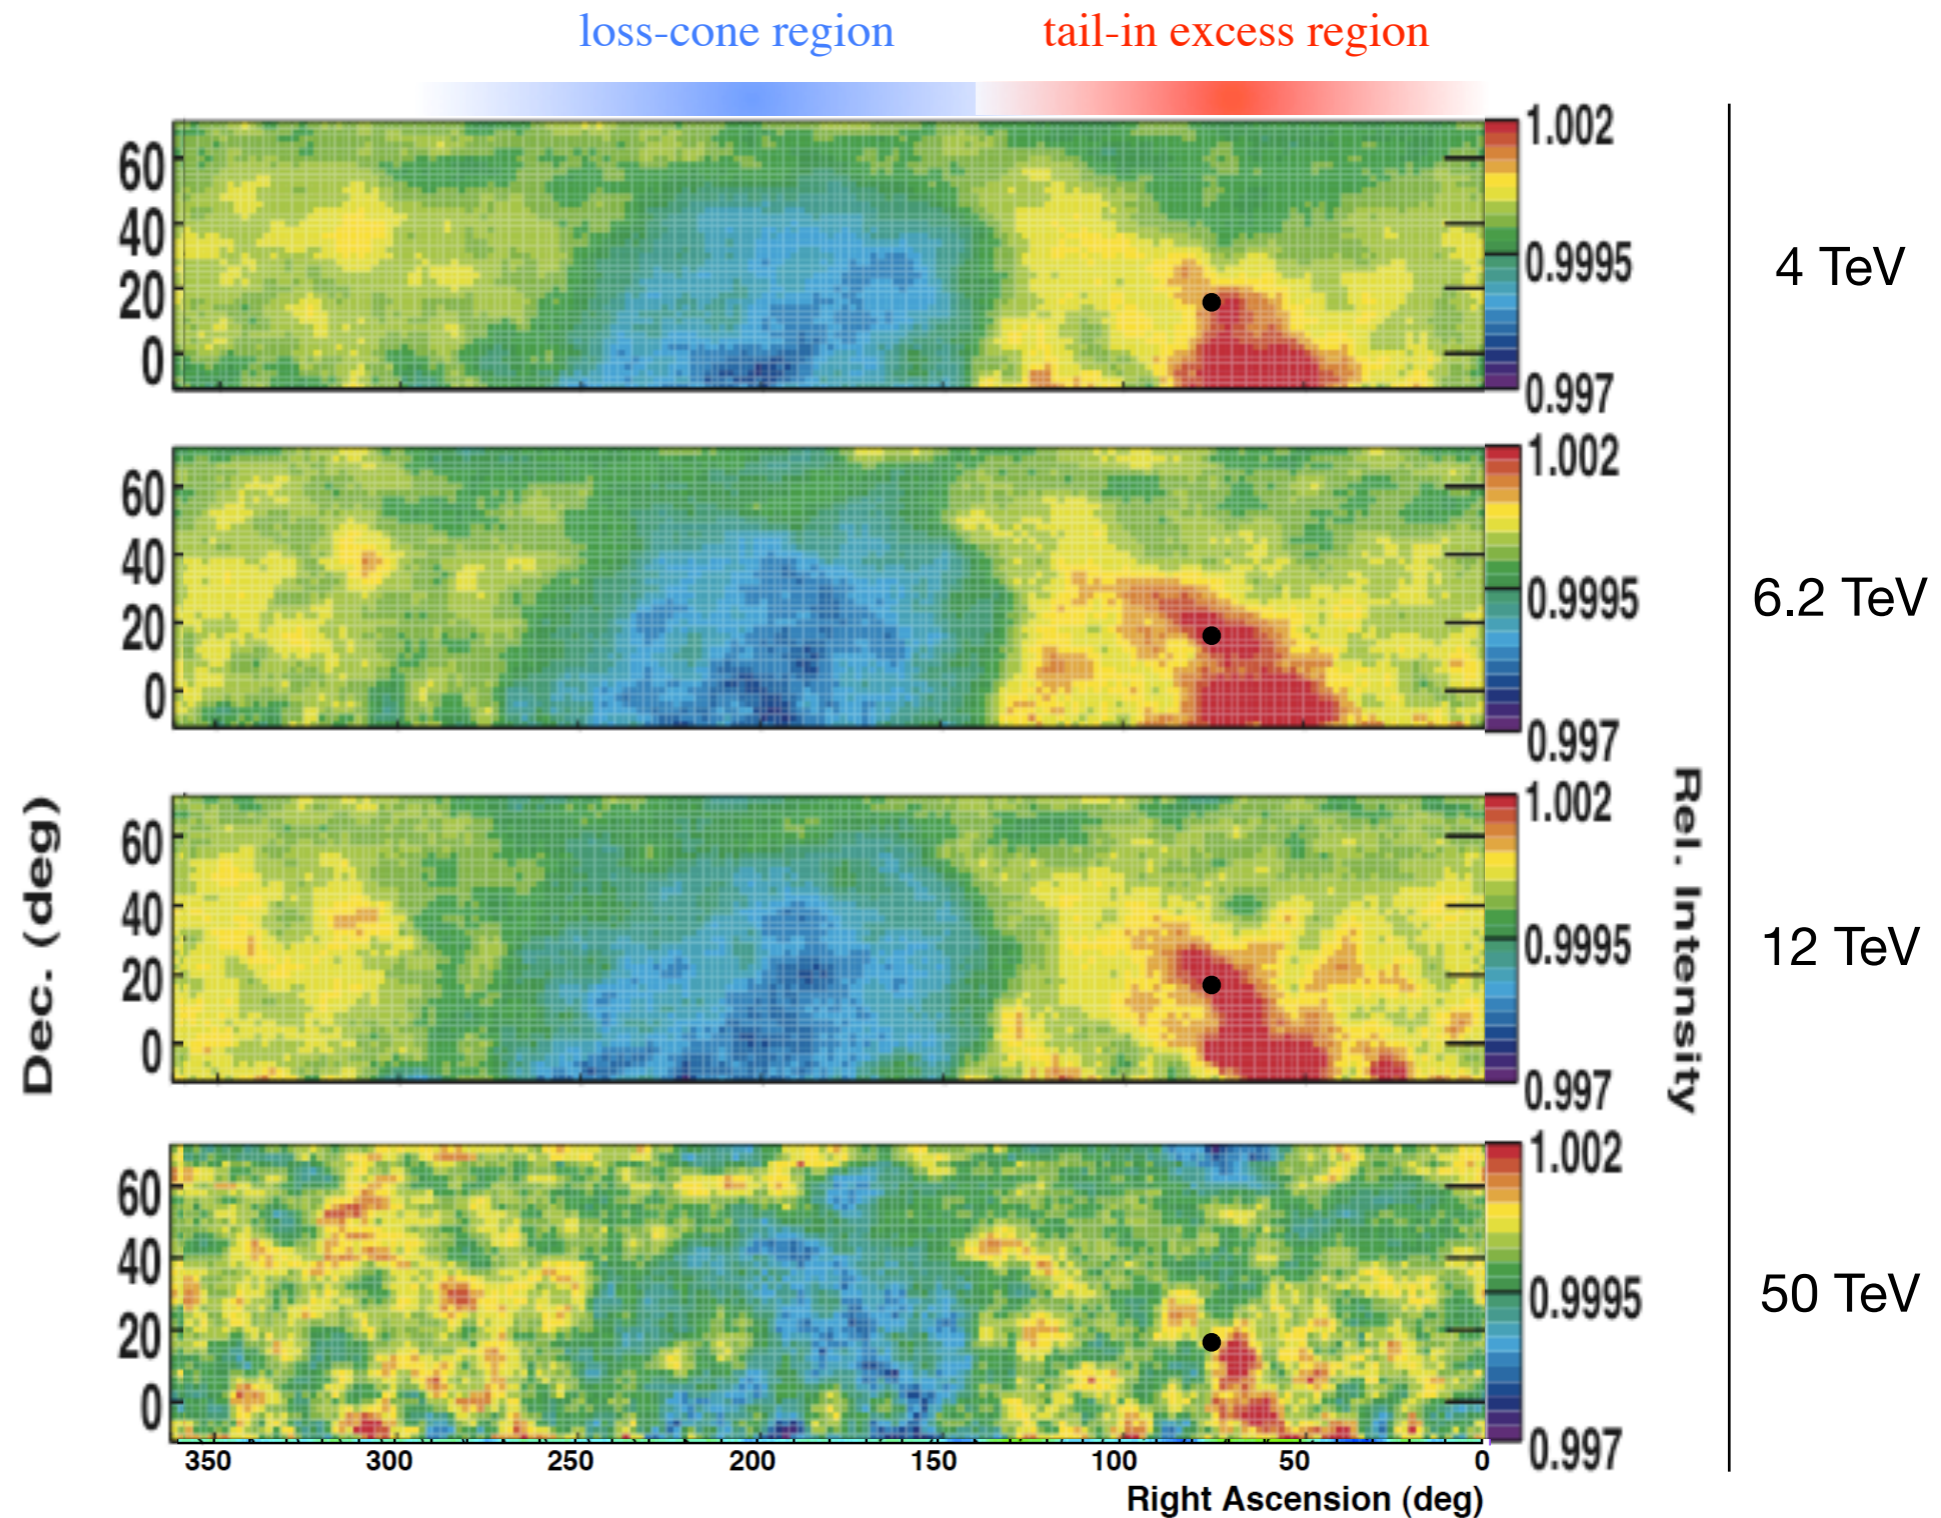 loss-cone region
tail-in excess region
60
40
20
0
1.002
0.9995
0.997
4 TeV
60
40
20
0
1.002
0.9995
0.997
6.2 TeV
60
40
20
0
1.002
0.9995
0.997
12 TeV
60
40
20
0
1.002
0.9995
0.997
50 TeV
Dec. (deg)
Rel. Intensity
350 300 250 200 150 100 50 0
Right Ascension (deg)